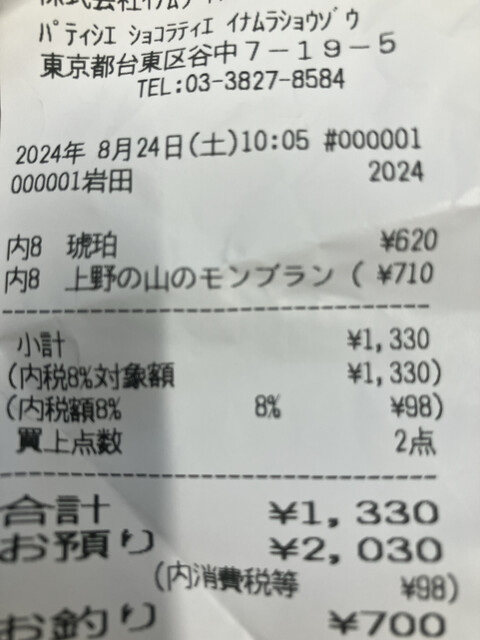 パティシエ ショコラティエ イナムラショウゾウ
東京都台東区谷中７－１９－５
TEL:03-3827-8584
2024年 8月24日(土)10:05 #000001
000001岩田 2024
内8 琥珀 ¥620
内8 上野の山のモンブラン ( ¥710
小計 ¥1,330
(内税8%対象額 ¥1,330)
(内税額8% 8% ¥98)
買上点数 2点
合計 ¥1,330
お預り ¥2,030
(内消費税等 ¥98)
お釣り ¥700